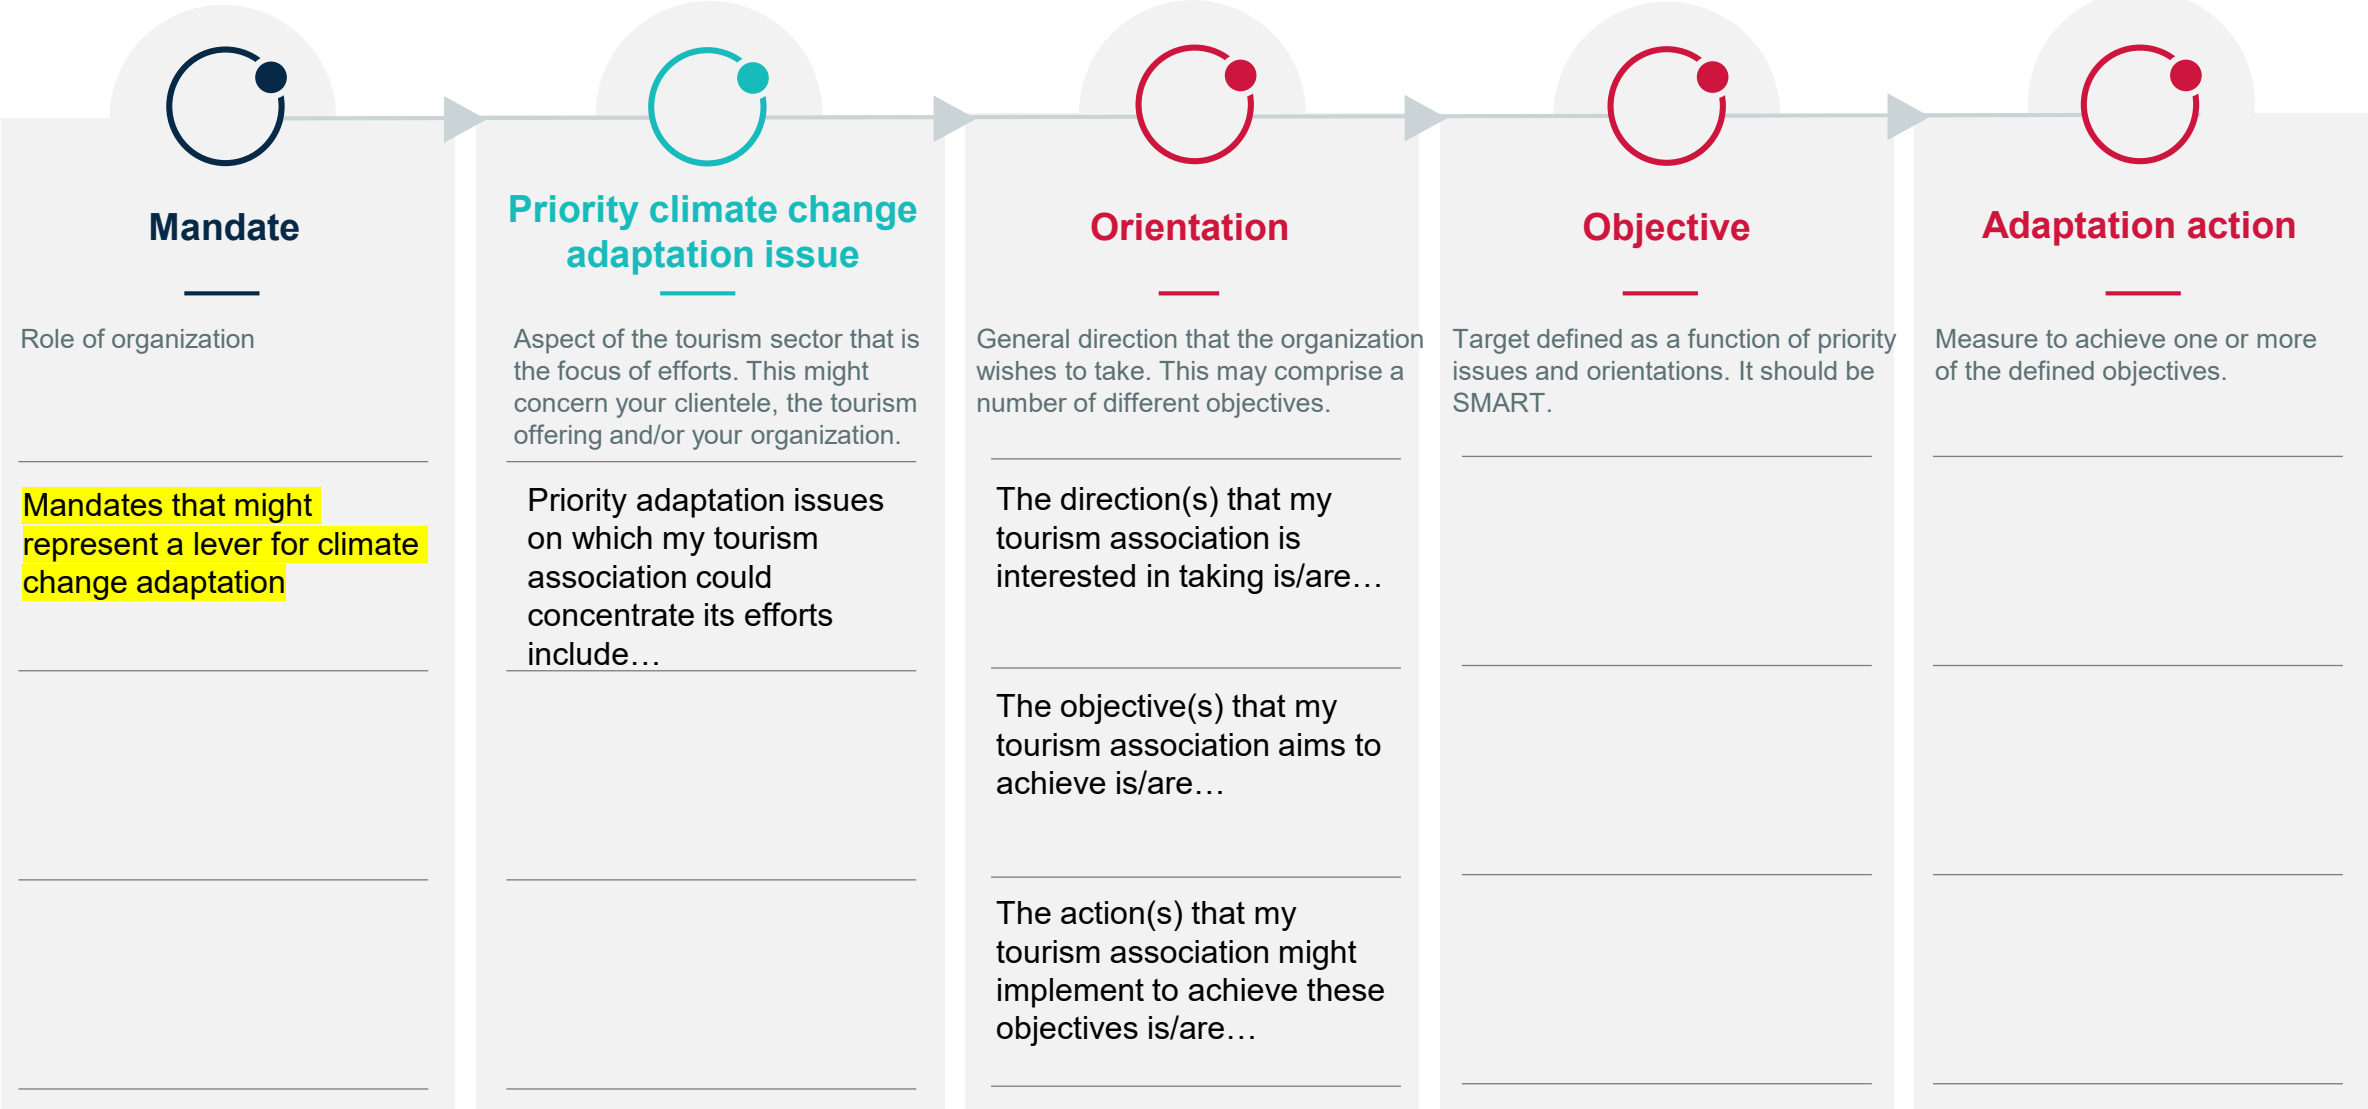 Mandate
Role of organization
Mandates that might
represent a lever for climate
change adaptation
Priority climate change
adaptation issue
Aspect of the tourism sector that is
the focus of efforts. This might
concern your clientele, the tourism
offering and/or your organization.
Priority adaptation issues
on which my tourism
association could
concentrate its efforts
include…
Orientation
General direction that the organization
wishes to take. This may comprise a
number of different objectives.
The direction(s) that my
tourism association is
interested in taking is/are…
The objective(s) that my
tourism association aims to
achieve is/are…
The action(s) that my
tourism association might
implement to achieve these
objectives is/are…
Objective
Target defined as a function of priority
issues and orientations. It should be
SMART.
Adaptation action
Measure to achieve one or more
of the defined objectives.